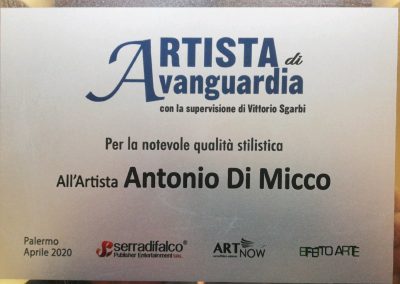 ARTISTA di
Avanguardia
con la supervisione di Vittorio Sgarbi
Per la notevole qualità stilistica
All'Artista Antonio Di Micco
Palermo
Aprile 2020
serradifalco®
Publisher Entertainment SRL
ART
NOW
EFFETTO ARTE